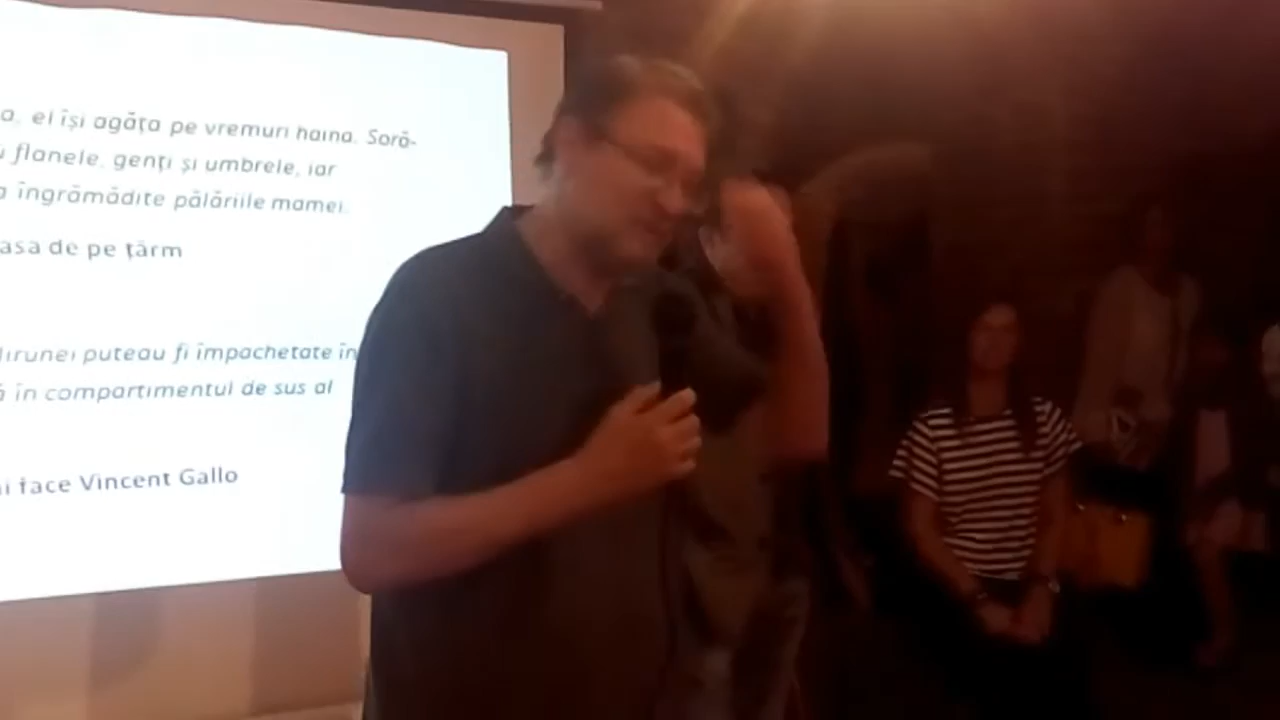 a, ei își agăța pe vremuri haina. Soră-
flanele, genți și umbrele, iar
îngrămădite pălăriile mamei.
asa de pe țărm
irunei puteau fi împachetate în
în compartimentul de sus al
i face Vincent Gallo